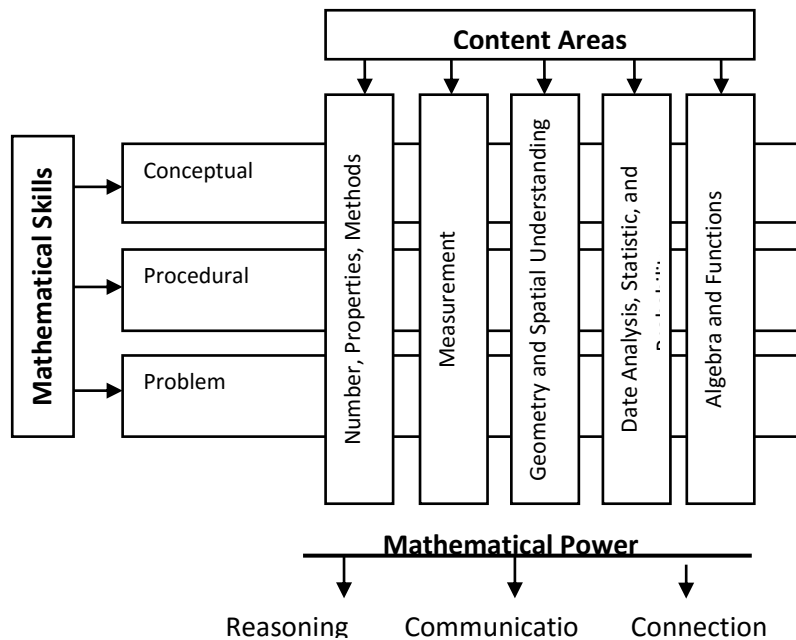 Content Areas
Mathematical Skills
Conceptual
Procedural
Problem
Number, Properties, Methods
Measurement
Geometry and Spatial Understanding
Date Analysis, Statistic, and
Algebra and Functions
Mathematical Power
Reasoning
Communicatio
Connection